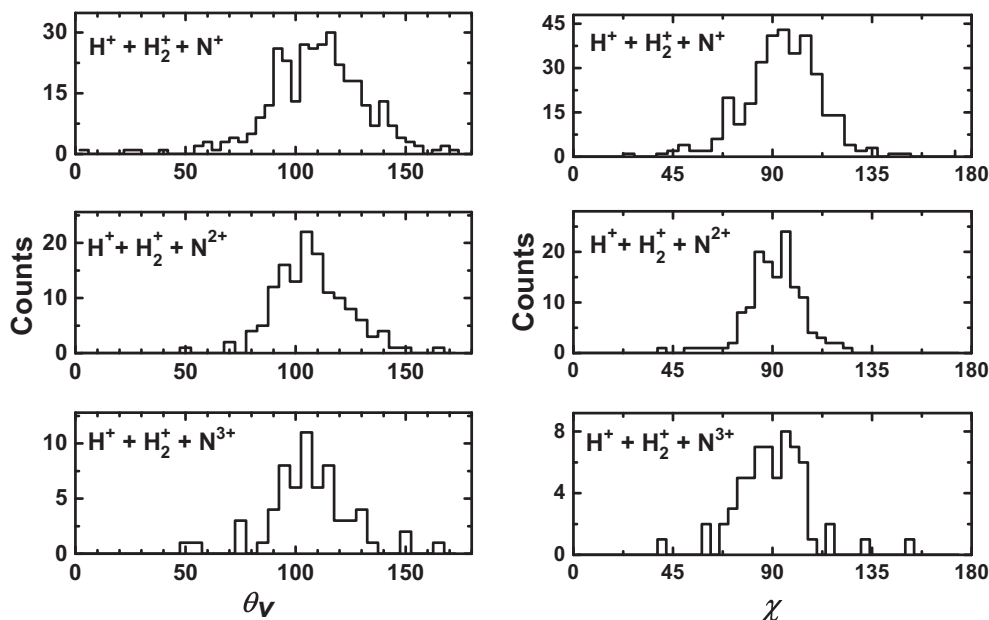 H⁺ + H₂⁺ + N⁺
30
15
0
0 50 100 150
H⁺ + H₂⁺ + N⁺
45
30
15
0
0 45 90 135 180
H⁺ + H₂⁺ + N²⁺
20
10
0
0 50 100 150
Counts
H⁺ + H₂⁺ + N²⁺
20
10
0
0 45 90 135 180
Counts
H⁺ + H₂⁺ + N³⁺
10
5
0
0 50 100 150
θᵥ
H⁺ + H₂⁺ + N³⁺
8
4
0
0 45 90 135 180
χ